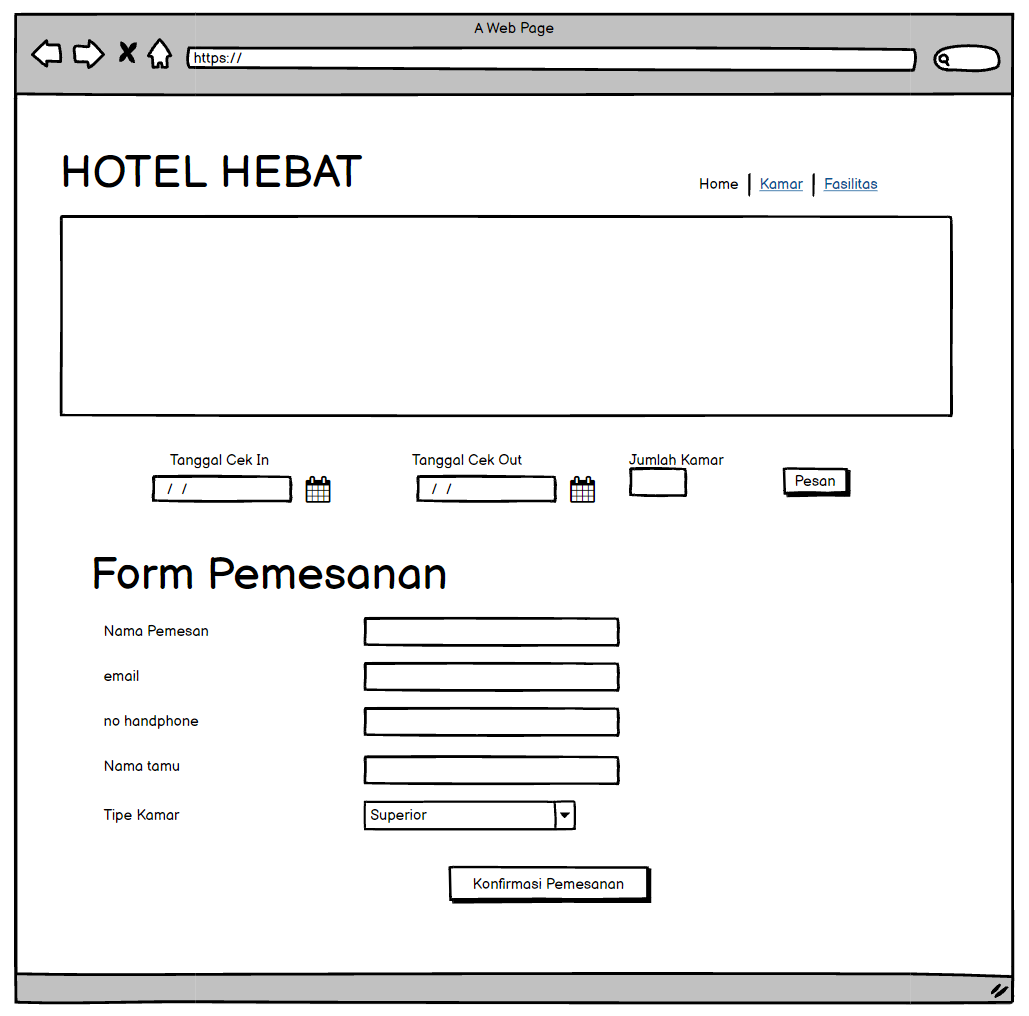 A Web Page
https://
HOTEL HEBAT
Home | Kamar | Fasilitas
Tanggal Cek In
Tanggal Cek Out
Jumlah Kamar
/ /
/ /
Pesan
Form Pemesanan
Nama Pemesan
email
no handphone
Nama tamu
Tipe Kamar
Superior
Konfirmasi Pemesanan